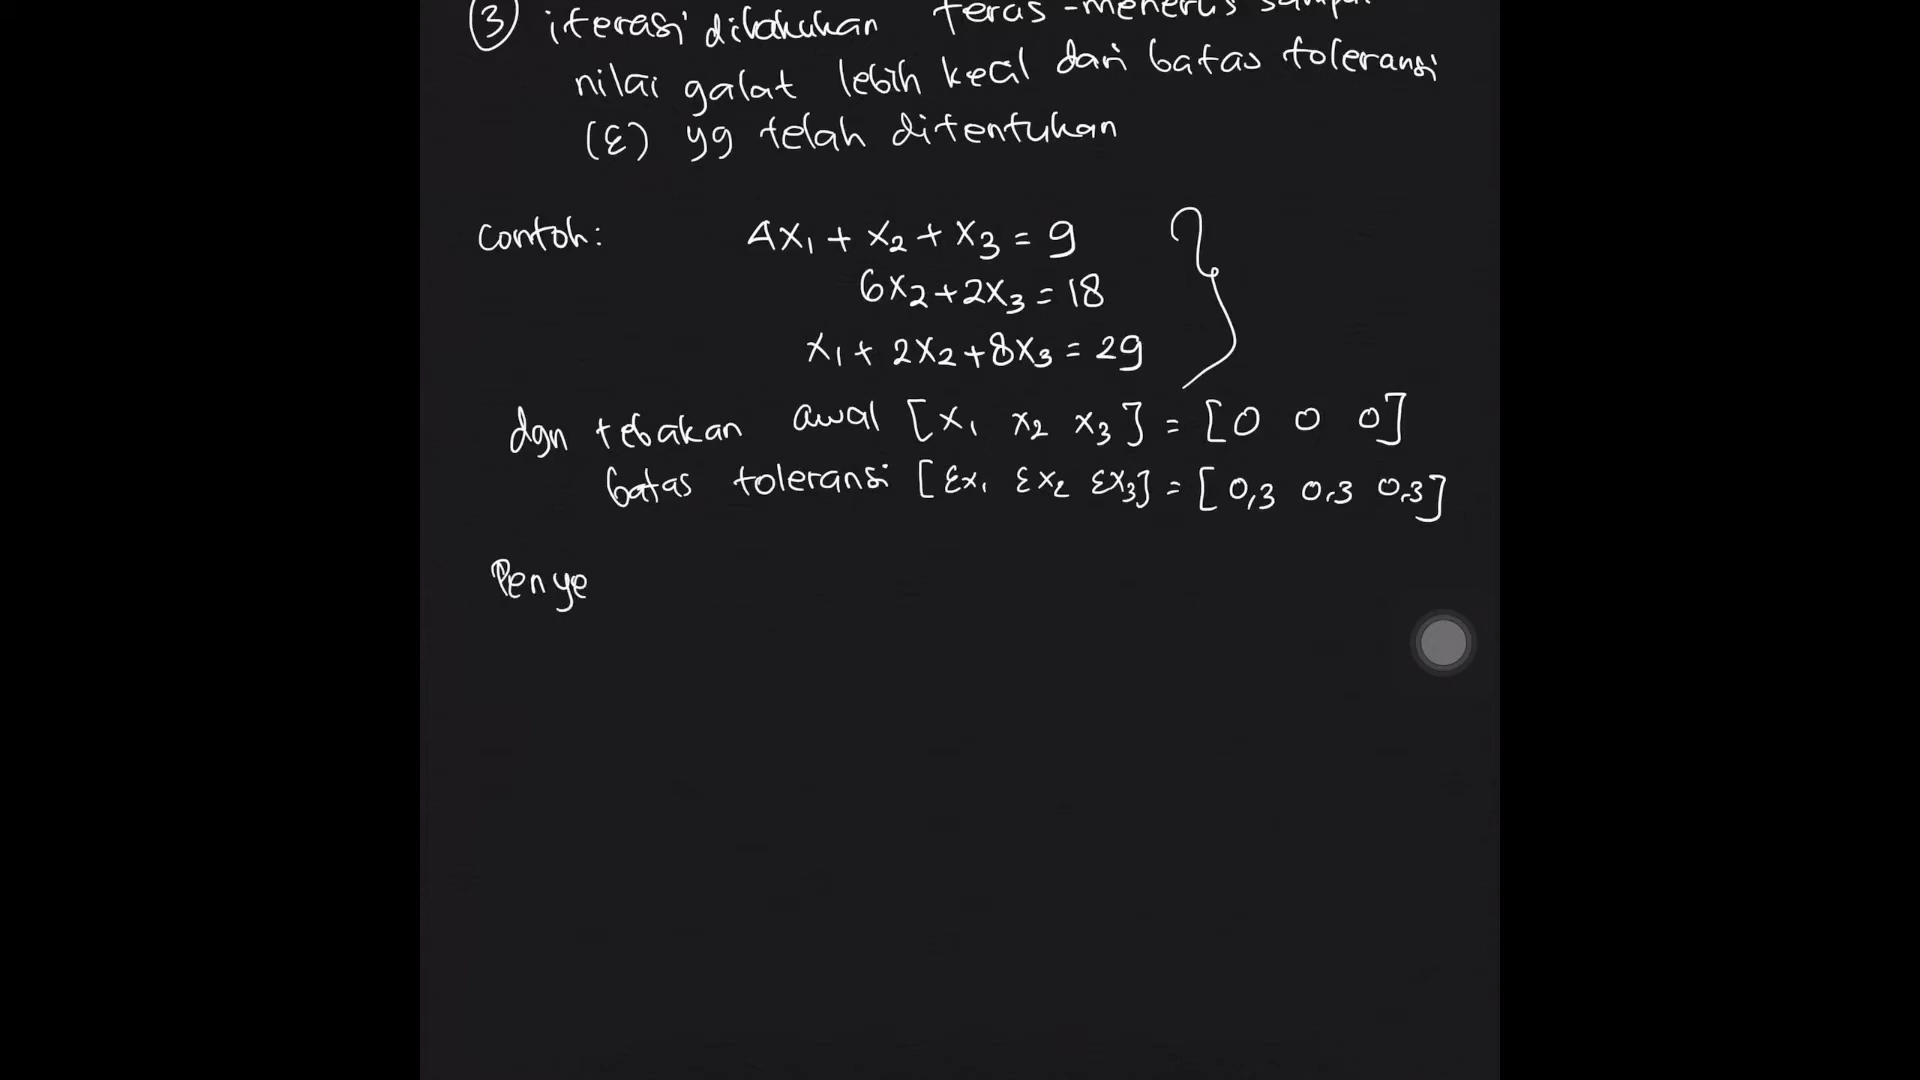 ③ iterasi dilakukan terus-menerus sampai
nilai galat lebih kecil dari batas toleransi
(ε) yg telah ditentukan
Contoh: 4x₁ + x₂ + x₃ = 9
6x₂ + 2x₃ = 18
x₁ + 2x₂ + 8x₃ = 29
dgn tebakan awal [x₁ x₂ x₃] = [0 0 0]
batas toleransi [εx₁ εx₂ εx₃] = [0,3 0,3 0,3]
Penye